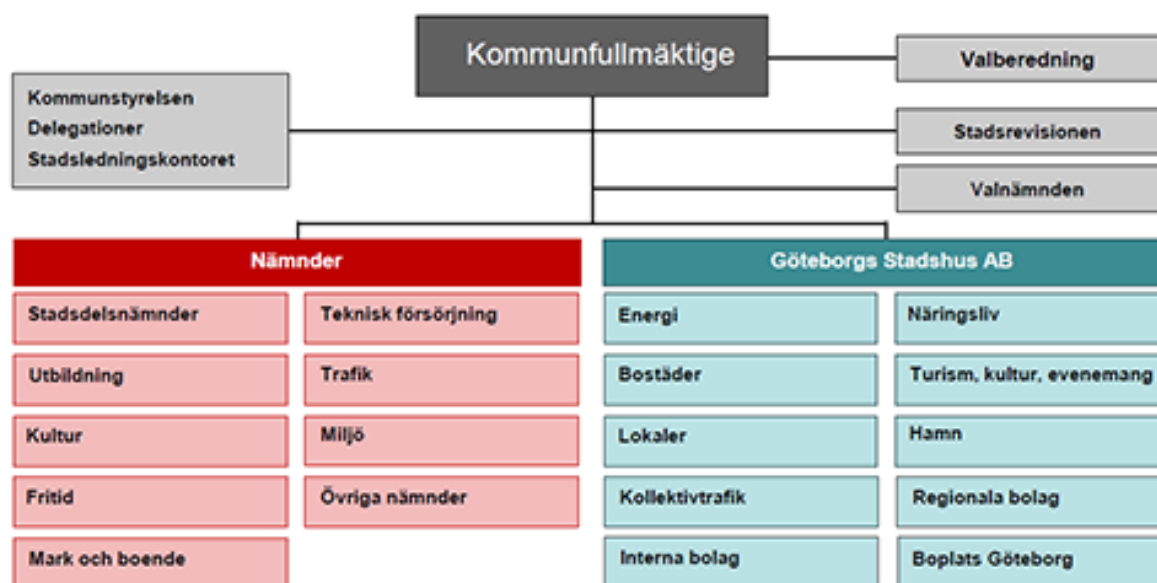 Kommunfullmäktige
Valberedning
Kommunstyrelsen
Delegationer
Stadsledningskontoret
Stadsrevisionen
Valnämnden
Nämnder
Stadsdelsnämnder
Teknisk försörjning
Utbildning
Trafik
Kultur
Miljö
Fritid
Övriga nämnder
Mark och boende
Göteborgs Stadshus AB
Energi
Näringsliv
Bostäder
Turism, kultur, evenemang
Lokaler
Hamn
Kollektivtrafik
Regionala bolag
Interna bolag
Boplats Göteborg